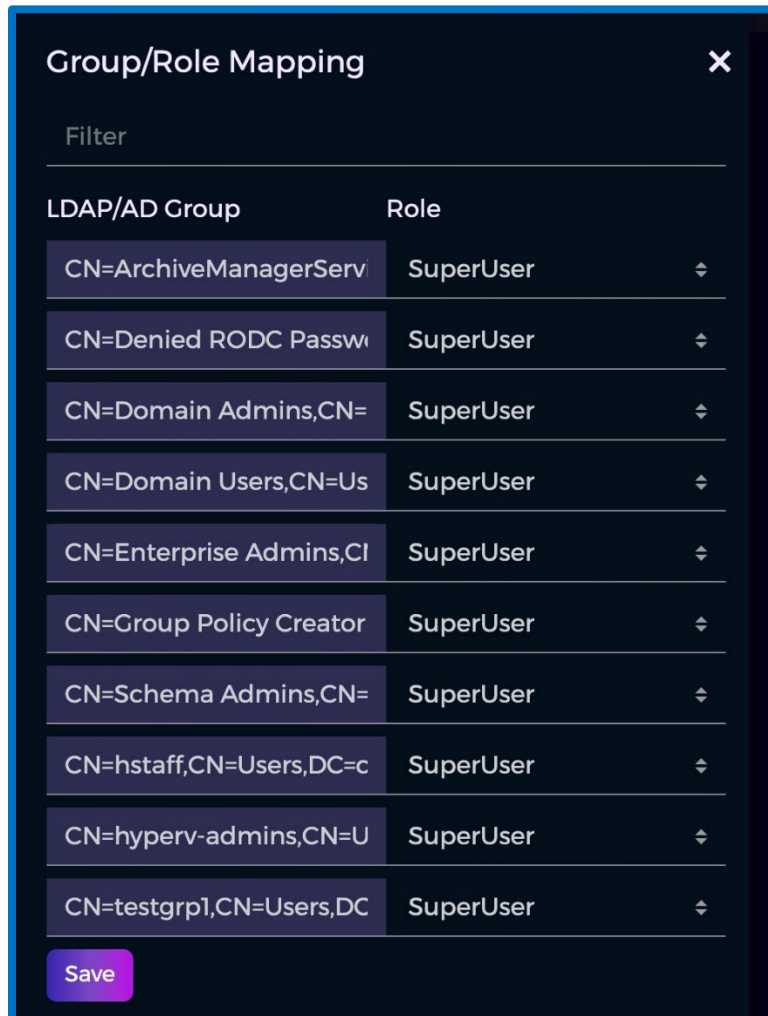 Group/Role Mapping
Filter
LDAP/AD Group Role
CN=ArchiveManagerServi SuperUser
CN=Denied RODC Passwo SuperUser
CN=Domain Admins,CN= SuperUser
CN=Domain Users,CN=Us SuperUser
CN=Enterprise Admins,CN SuperUser
CN=Group Policy Creator SuperUser
CN=Schema Admins,CN= SuperUser
CN=hstaff,CN=Users,DC=c SuperUser
CN=hyperv-admins,CN=U SuperUser
CN=testgrp1,CN=Users,DC SuperUser
Save